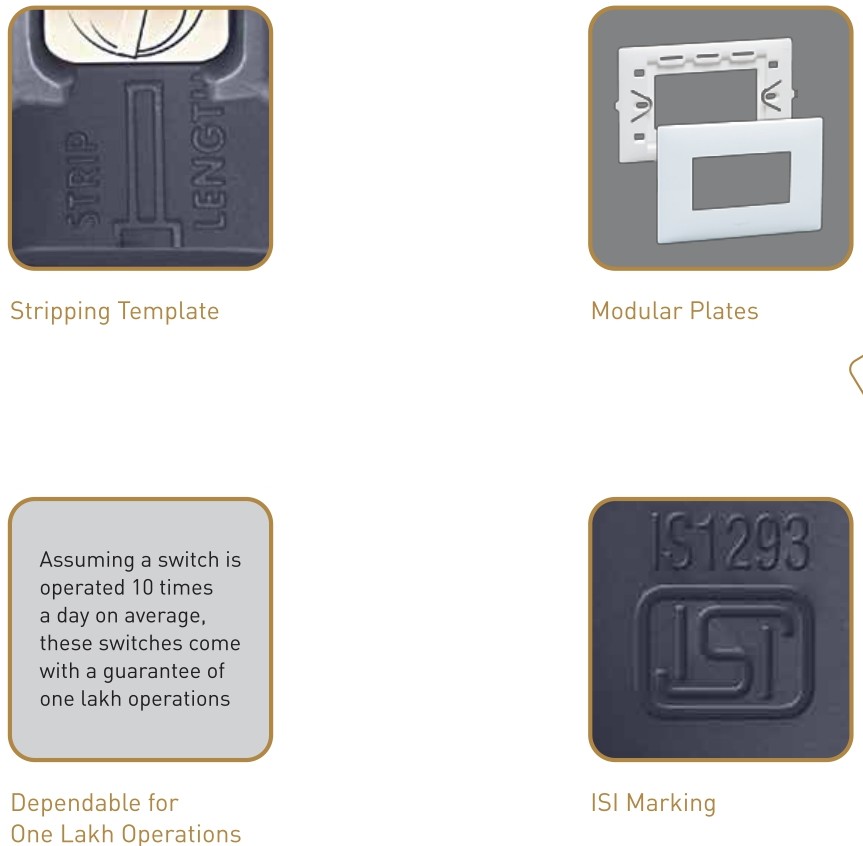 STRIP
LENGTH
Stripping Template
Modular Plates
Assuming a switch is
operated 10 times
a day on average,
these switches come
with a guarantee of
one lakh operations
Dependable for
One Lakh Operations
IS1293
ISI
ISI Marking